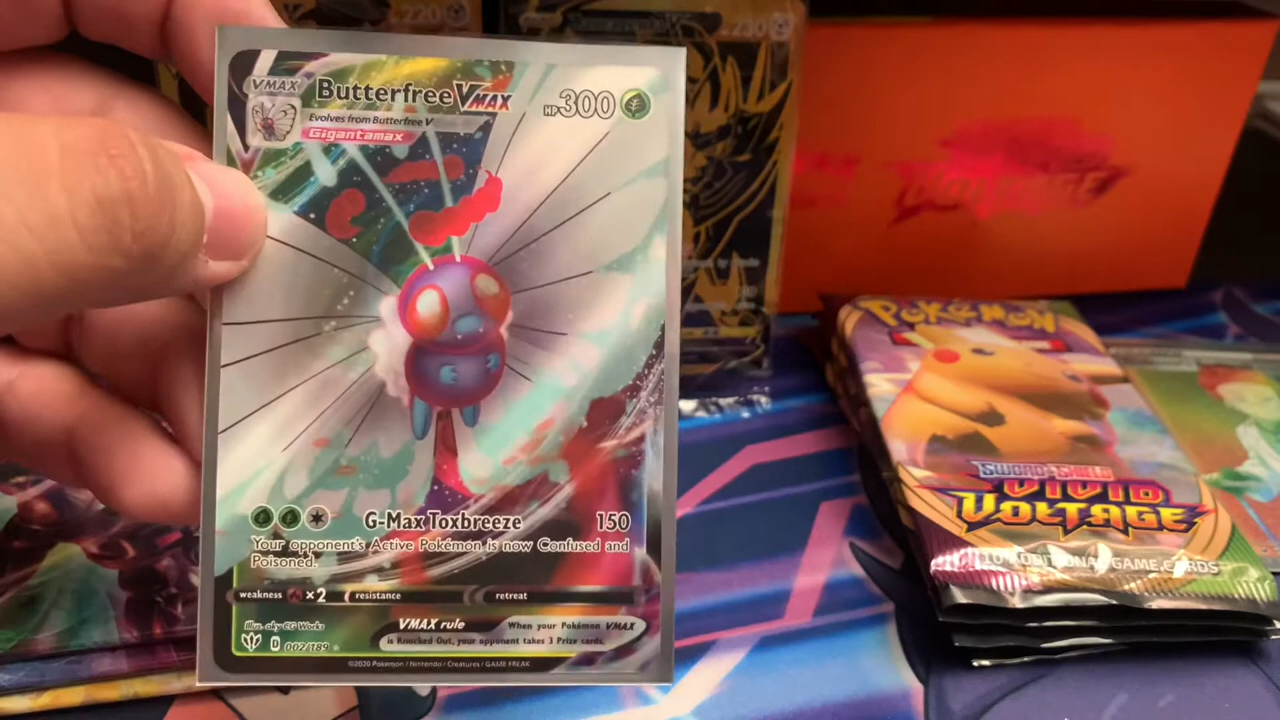 VMAX
Butterfree VMAX
HP 300
Evolves from Butterfree V
Gigantamax
G-Max Toxbreeze 150
Your opponent's Active Pokémon is now Confused and
Poisoned.
weakness ×2 resistance retreat
Illus. aky CG Works
VMAX rule When your Pokémon VMAX
is Knocked Out, your opponent takes 3 Prize cards.
D 002/189
©2020 Pokémon / Nintendo / Creatures / GAME FREAK
220
230
POKÉMON
SWORD & SHIELD
VIVID
VOLTAGE
10 ADDITIONAL GAME CARDS